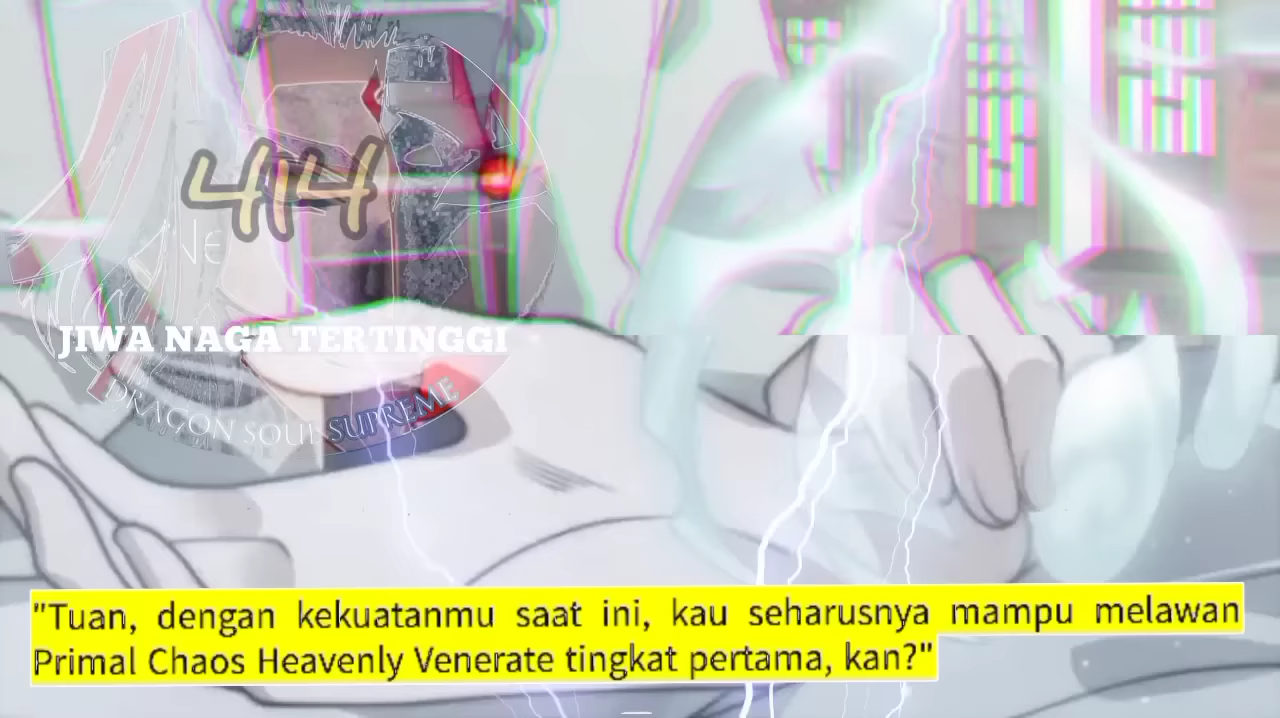 414
JIWA NAGA TERTINGGI
DRAGON SOUL SUPREME
"Tuan, dengan kekuatanmu saat ini, kau seharusnya mampu melawan
Primal Chaos Heavenly Venerate tingkat pertama, kan?"